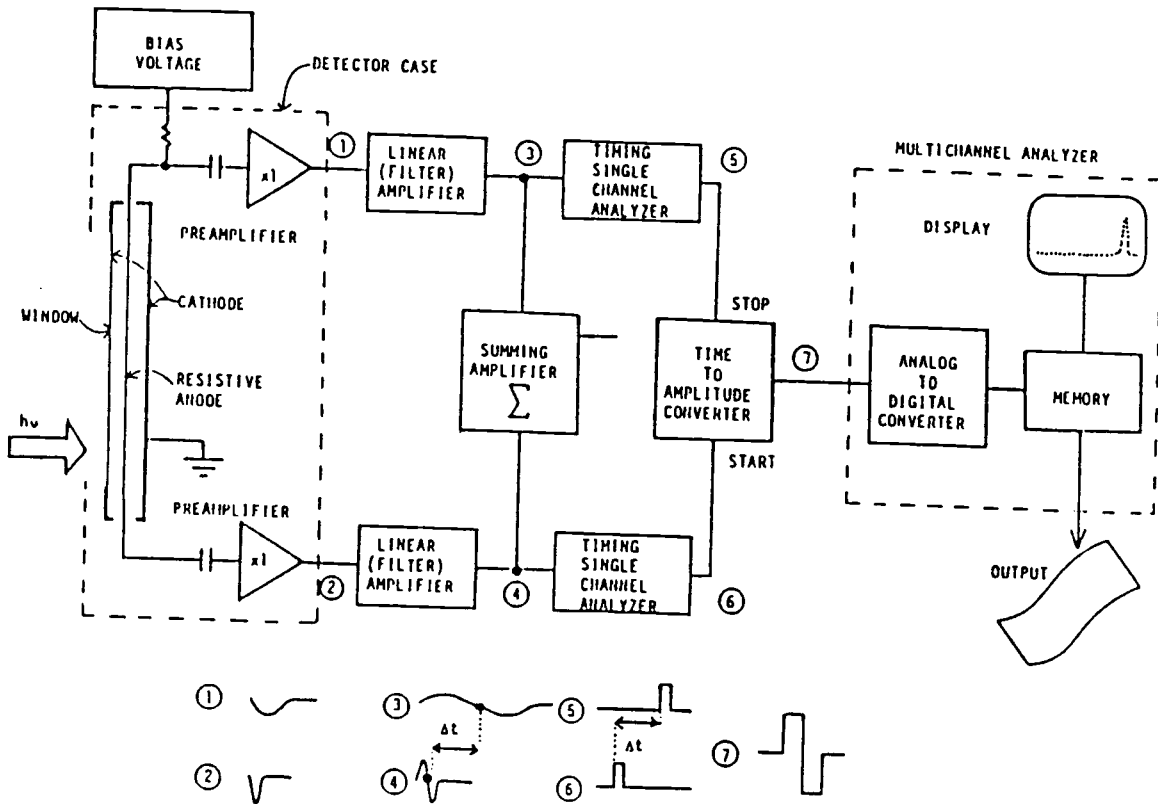 BIAS
VOLTAGE
DETECTOR CASE
x1
①
LINEAR
(FILTER)
AMPLIFIER
③
TIMING
SINGLE
CHANNEL
ANALYZER
⑤
MULTICHANNEL ANALYZER
DISPLAY
PREAMPLIFIER
CATHODE
WINDOW
RESISTIVE
ANODE
hν
SUMMING
AMPLIFIER
Σ
STOP
TIME
TO
AMPLITUDE
CONVERTER
START
⑦
ANALOG
TO
DIGITAL
CONVERTER
MEMORY
PREAMPLIFIER
x1
②
LINEAR
(FILTER)
AMPLIFIER
④
TIMING
SINGLE
CHANNEL
ANALYZER
⑥
OUTPUT
①
③
Δt
⑤
Δt
⑦
②
④
⑥